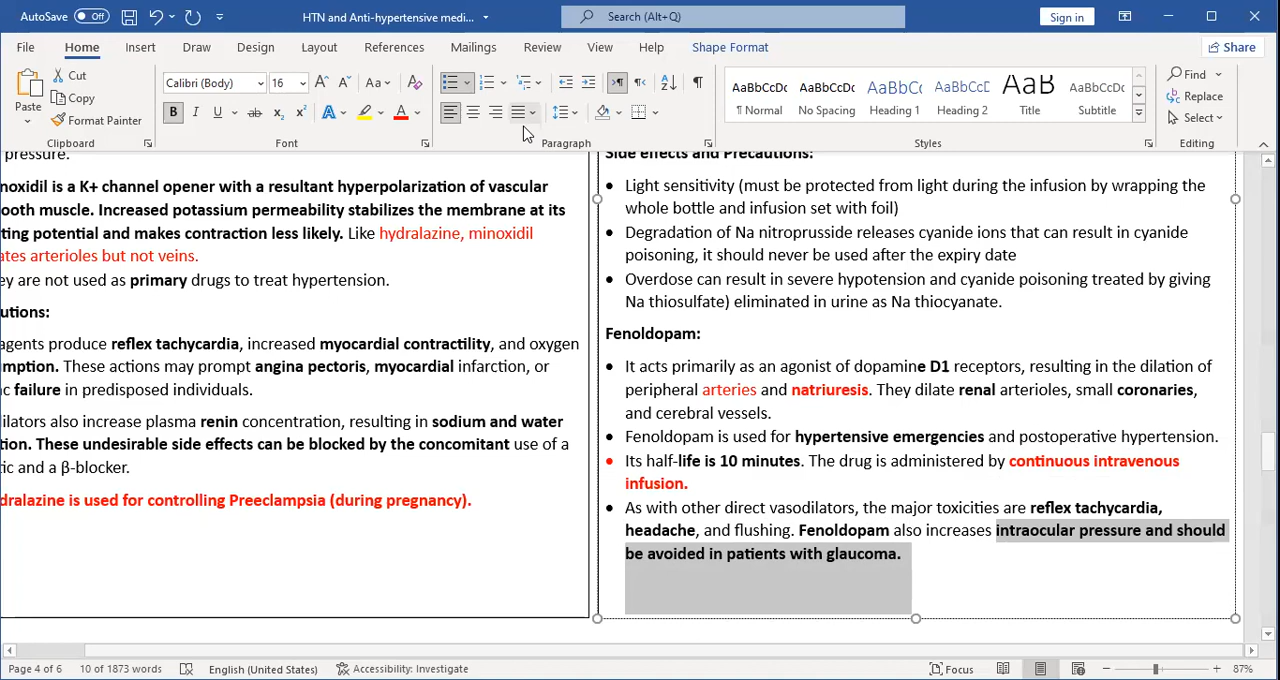 AutoSave Off
HTN and Anti-hypertensive medi...
Search (Alt+Q)
Sign in
File Home Insert Draw Design Layout References Mailings Review View Help Shape Format
Share
Paste
Cut
Copy
Format Painter
Clipboard
Calibri (Body) 16
Font
Paragraph
AaBbCcDc AaBbCcDc AaBbCc AaBbCcD AaB AaBbCcDc
¶ Normal No Spacing Heading 1 Heading 2 Title Subtitle
Styles
Find
Replace
Select
Editing
pressure.
noxidil is a K+ channel opener with a resultant hyperpolarization of vascular
ooth muscle. Increased potassium permeability stabilizes the membrane at its
ting potential and makes contraction less likely. Like hydralazine, minoxidil
ates arterioles but not veins.
ey are not used as primary drugs to treat hypertension.
utions:
agents produce reflex tachycardia, increased myocardial contractility, and oxygen
mption. These actions may prompt angina pectoris, myocardial infarction, or
ac failure in predisposed individuals.
ilators also increase plasma renin concentration, resulting in sodium and water
tion. These undesirable side effects can be blocked by the concomitant use of a
tic and a β-blocker.
dralazine is used for controlling Preeclampsia (during pregnancy).
Side effects and Precautions:
• Light sensitivity (must be protected from light during the infusion by wrapping the
whole bottle and infusion set with foil)
• Degradation of Na nitroprusside releases cyanide ions that can result in cyanide
poisoning, it should never be used after the expiry date
• Overdose can result in severe hypotension and cyanide poisoning treated by giving
Na thiosulfate) eliminated in urine as Na thiocyanate.
Fenoldopam:
• It acts primarily as an agonist of dopamine D1 receptors, resulting in the dilation of
peripheral arteries and natriuresis. They dilate renal arterioles, small coronaries,
and cerebral vessels.
• Fenoldopam is used for hypertensive emergencies and postoperative hypertension.
• Its half-life is 10 minutes. The drug is administered by continuous intravenous
infusion.
• As with other direct vasodilators, the major toxicities are reflex tachycardia,
headache, and flushing. Fenoldopam also increases intraocular pressure and should
be avoided in patients with glaucoma.
Page 4 of 6 10 of 1873 words English (United States) Accessibility: Investigate Focus 87%